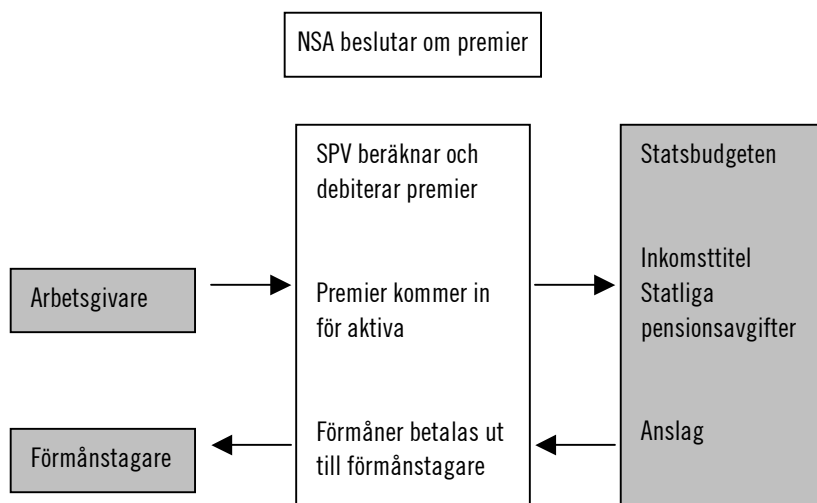 NSA beslutar om premier
SPV beräknar och
debiterar premier
Statsbudgeten
Arbetsgivare
Premier kommer in
för aktiva
Inkomsttitel
Statliga
pensionsavgifter
Förmånstagare
Förmåner betalas ut
till förmånstagare
Anslag